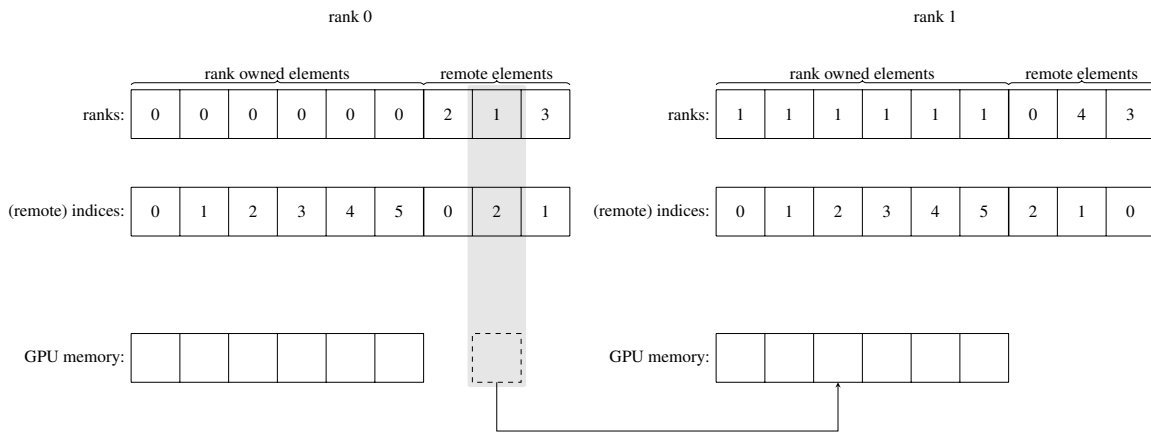 rank 0 rank 1
rank owned elements remote elements rank owned elements remote elements
ranks: 0 0 0 0 0 0 2 1 3 ranks: 1 1 1 1 1 1 0 4 3
(remote) indices: 0 1 2 3 4 5 0 2 1 (remote) indices: 0 1 2 3 4 5 2 1 0
GPU memory: GPU memory: